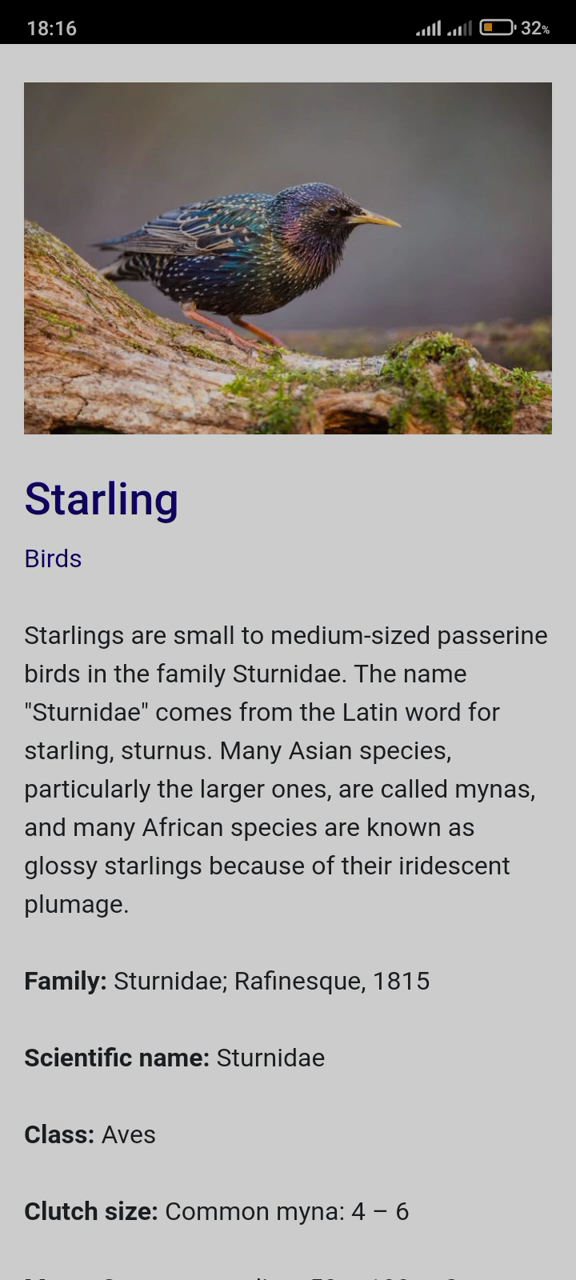 18:16
32%
Starling
Birds
Starlings are small to medium-sized passerine
birds in the family Sturnidae. The name
"Sturnidae" comes from the Latin word for
starling, sturnus. Many Asian species,
particularly the larger ones, are called mynas,
and many African species are known as
glossy starlings because of their iridescent
plumage.
Family: Sturnidae; Rafinesque, 1815
Scientific name: Sturnidae
Class: Aves
Clutch size: Common myna: 4 – 6